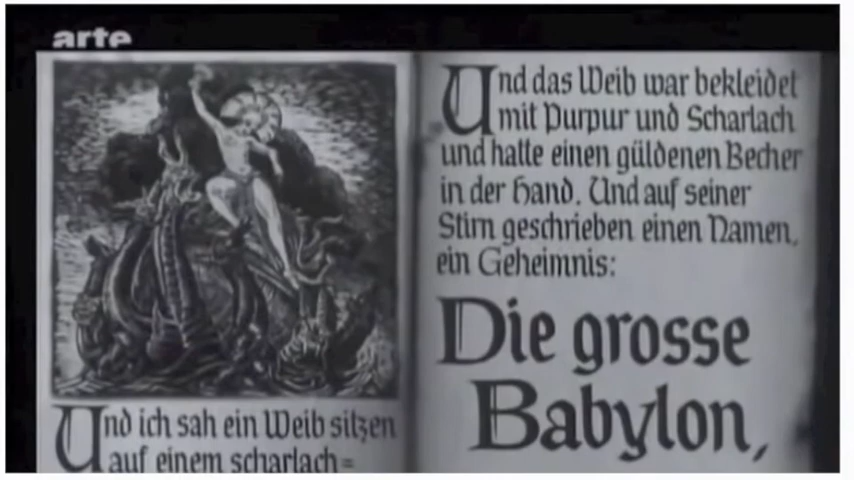 arte
Und ich sah ein Weib sitzen
auf einem scharlach=
Und das Weib war bekleidet
mit Purpur und Scharlach
und hatte einen güldenen Becher
in der Hand. Und auf seiner
Stirn geschrieben einen Namen,
ein Geheimnis:
Die grosse
Babylon,